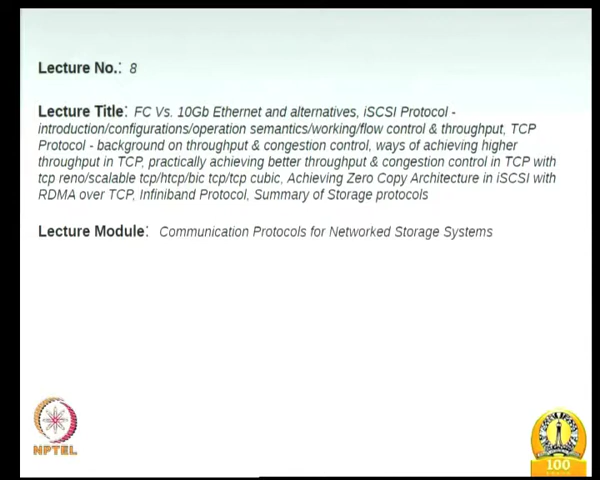 Lecture No.: 8
Lecture Title: FC Vs. 10Gb Ethernet and alternatives, iSCSI Protocol -
introduction/configurations/operation semantics/working/flow control & throughput, TCP
Protocol - background on throughput & congestion control, ways of achieving higher
throughput in TCP, practically achieving better throughput & congestion control in TCP with
tcp reno/scalable tcp/htcp/bic tcp/tcp cubic, Achieving Zero Copy Architecture in iSCSI with
RDMA over TCP, Infiniband Protocol, Summary of Storage protocols
Lecture Module: Communication Protocols for Networked Storage Systems
NPTEL
100